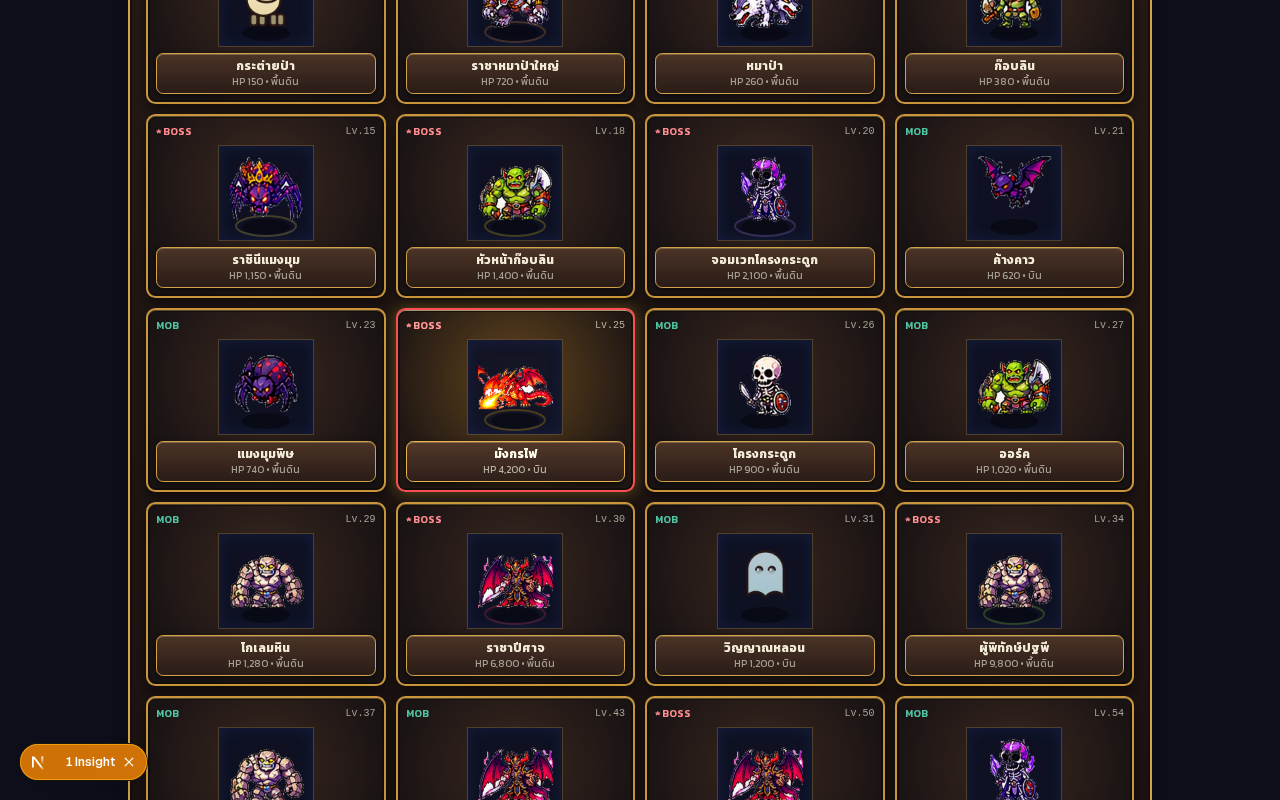 กระต่ายป่า
HP 150 • พื้นดิน
ราชาหมาป่าใหญ่
HP 720 • พื้นดิน
หมาป่า
HP 260 • พื้นดิน
ก๊อบลิน
HP 380 • พื้นดิน
★BOSS Lv.15
ราชินีแมงมุม
HP 1,150 • พื้นดิน
★BOSS Lv.18
หัวหน้าก๊อบลิน
HP 1,400 • พื้นดิน
★BOSS Lv.20
จอมเวทโครงกระดูก
HP 2,100 • พื้นดิน
MOB Lv.21
ค้างคาว
HP 620 • บิน
MOB Lv.23
แมงมุมพิษ
HP 740 • พื้นดิน
★BOSS Lv.25
มังกรไฟ
HP 4,200 • บิน
MOB Lv.26
โครงกระดูก
HP 900 • พื้นดิน
MOB Lv.27
ออร์ค
HP 1,020 • พื้นดิน
MOB Lv.29
โกเลมหิน
HP 1,280 • พื้นดิน
★BOSS Lv.30
ราชาปีศาจ
HP 6,800 • พื้นดิน
MOB Lv.31
วิญญาณหลอน
HP 1,200 • บิน
★BOSS Lv.34
ผู้พิทักษ์ปฐพี
HP 9,800 • พื้นดิน
MOB Lv.37
MOB Lv.43
★BOSS Lv.50
MOB Lv.54
N 1 Insight ×